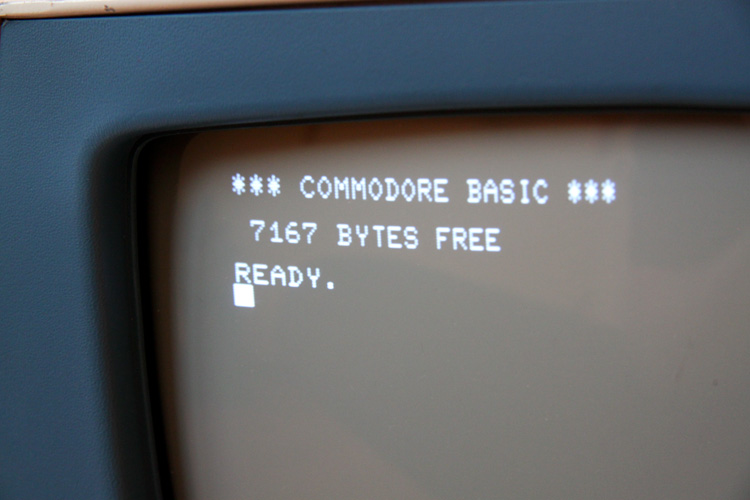 *** COMMODORE BASIC ***
7167 BYTES FREE
READY.